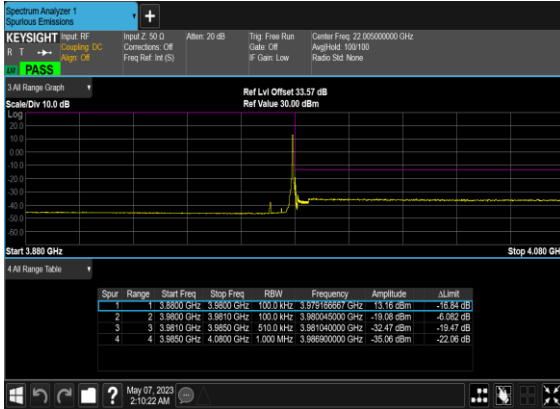 Spectrum Analyzer 1
Spurious Emissions
+
KEYSIGHT Input: RF
R T Coupling: DC
Align: Off
LXI PASS
Input Z: 50 Ω
Corrections: Off
Freq Ref: Int (S)
Atten: 20 dB
Trig: Free Run
Gate: Off
IF Gain: Low
Center Freq: 22.005000000 GHz
Avg|Hold: 100/100
Radio Std: None
3 All Range Graph
Scale/Div 10.0 dB
Ref Lvl Offset 33.57 dB
Ref Value 30.00 dBm
Log
20.0
10.0
0.00
-10.0
-20.0
-30.0
-40.0
-50.0
-60.0
Start 3.880 GHz Stop 4.080 GH
4 All Range Table
Spur Range Start Freq Stop Freq RBW Frequency Amplitude ΔLimit
1 1 3.8800 GHz 3.9800 GHz 100.0 kHz 3.979166667 GHz 13.16 dBm -16.84 dB
2 2 3.9800 GHz 3.9810 GHz 100.0 kHz 3.980045000 GHz -19.08 dBm -6.082 dB
3 3 3.9810 GHz 3.9850 GHz 510.0 kHz 3.981040000 GHz -32.47 dBm -19.47 dB
4 4 3.9850 GHz 4.0800 GHz 1.000 MHz 3.986900000 GHz -35.06 dBm -22.06 dB
?
May 07, 2023
2:10:22 AM